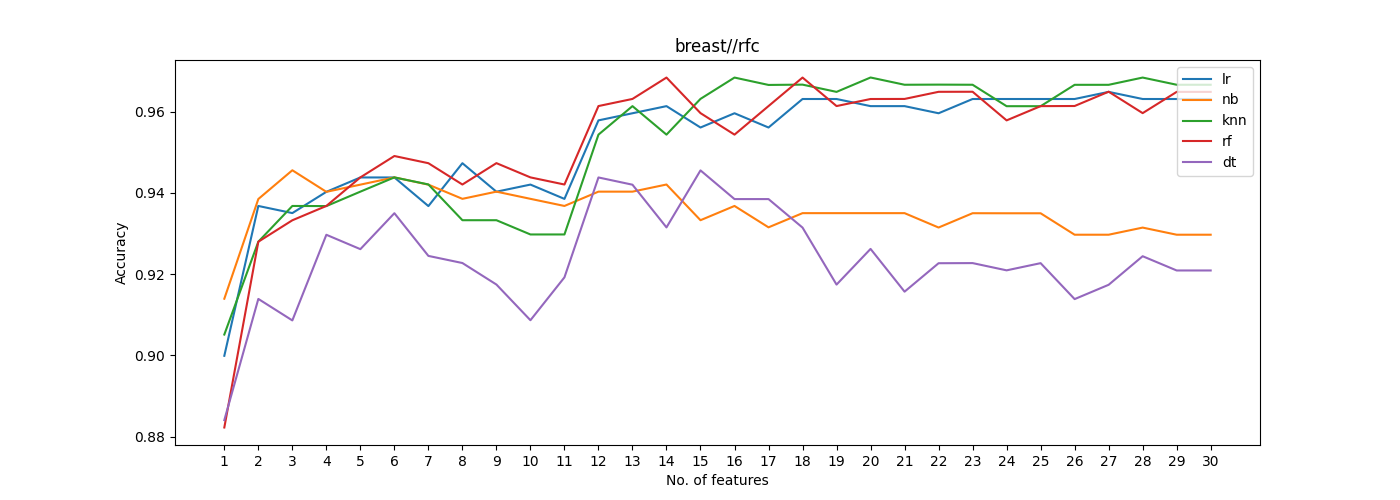 breast//rfc
Accuracy
0.96
0.94
0.92
0.90
0.88
lr
nb
knn
rf
dt
1 2 3 4 5 6 7 8 9 10 11 12 13 14 15 16 17 18 19 20 21 22 23 24 25 26 27 28 29 30
No. of features